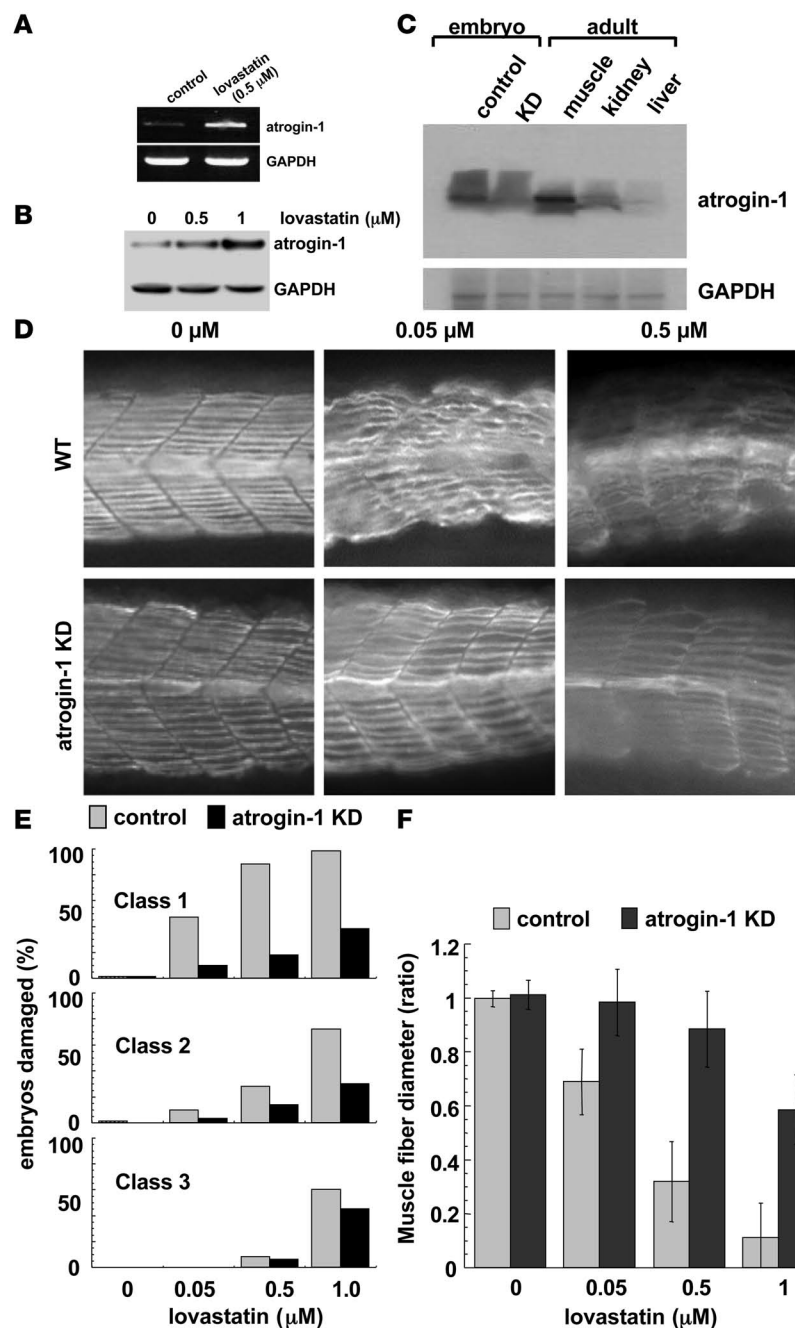 A
control
lovastatin
(0.5 µM)
atrogin-1
GAPDH
B
0 0.5 1 lovastatin (µM)
atrogin-1
GAPDH
C
embryo adult
control
KD
muscle
kidney
liver
atrogin-1
GAPDH
D
0 µM 0.05 µM 0.5 µM
WT
atrogin-1 KD
E
control atrogin-1 KD
embryos damaged (%)
100
50
0
Class 1
100
50
0
Class 2
100
50
0
Class 3
0 0.05 0.5 1.0
lovastatin (µM)
F
control atrogin-1 KD
Muscle fiber diameter (ratio)
1.2
1
0.8
0.6
0.4
0.2
0
0 0.05 0.5 1
lovastatin (µM)